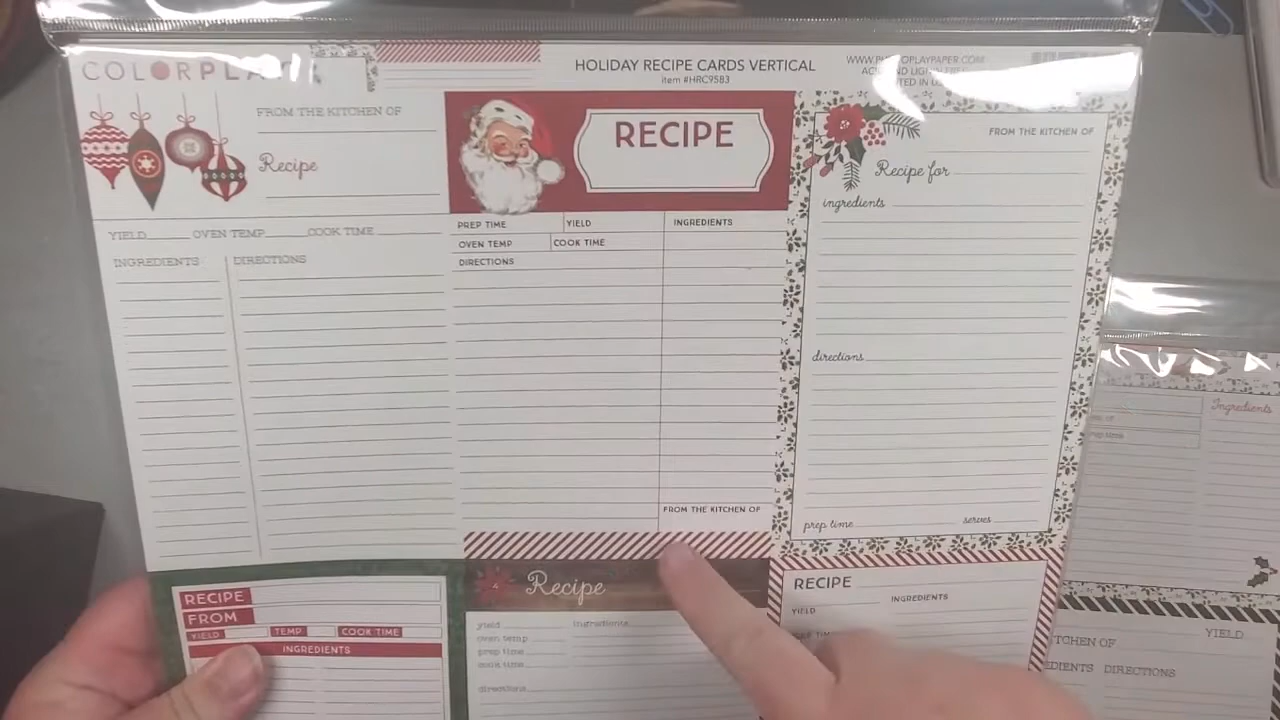 HOLIDAY RECIPE CARDS VERTICAL
item #HRC9583
FROM THE KITCHEN OF
Recipe
YIELD OVEN TEMP COOK TIME
INGREDIENTS DIRECTIONS
RECIPE
PREP TIME YIELD INGREDIENTS
OVEN TEMP COOK TIME
DIRECTIONS
FROM THE KITCHEN OF
FROM THE KITCHEN OF
Recipe for
ingredients
directions
prep time serves
RECIPE
FROM
YIELD TEMP COOK TIME
INGREDIENTS
Recipe
yield ingredients
oven temp
prep time
cook time
directions
RECIPE
YIELD INGREDIENTS
Ingredients
prep time
YIELD
DIRECTIONS